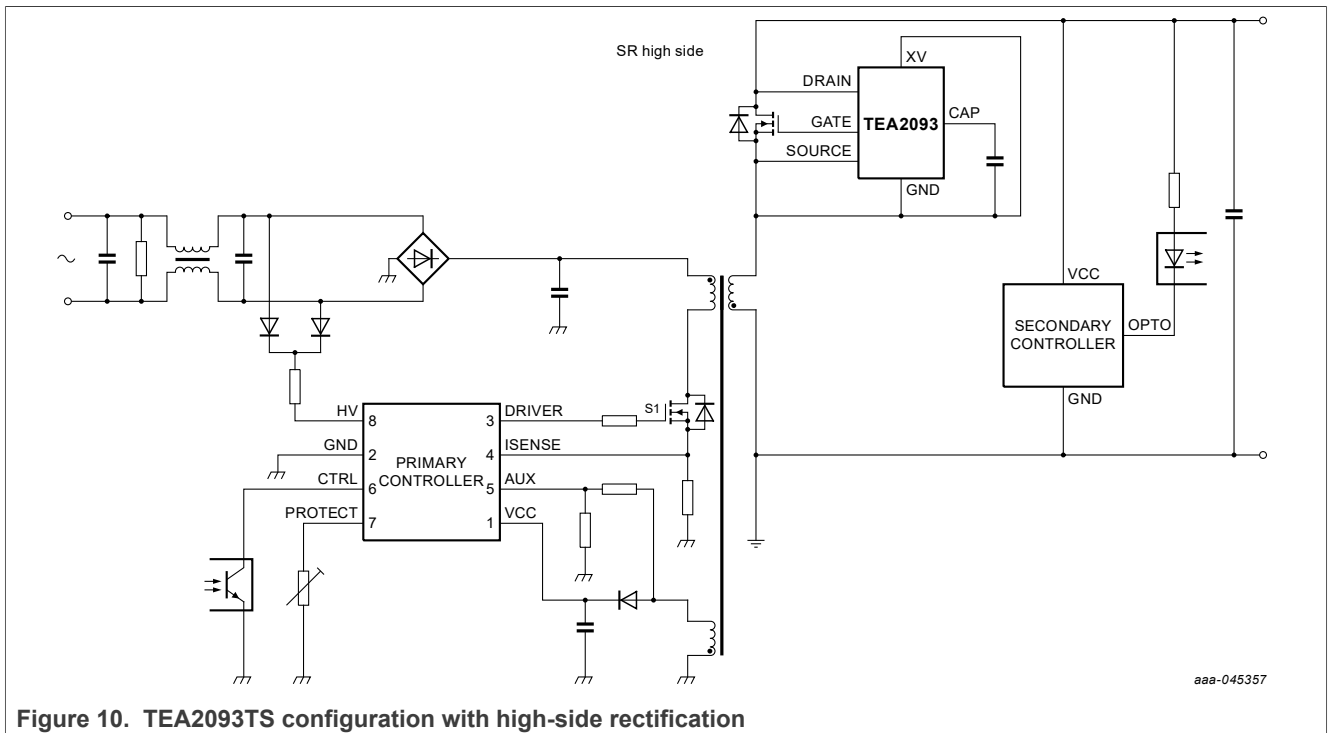 SR high side
XV
DRAIN
GATE
SOURCE
TEA2093
CAP
GND
VCC
SECONDARY
CONTROLLER
OPTO
GND
HV
GND
CTRL
PROTECT
8
2
6
7
PRIMARY
CONTROLLER
3
4
5
1
DRIVER
ISENSE
AUX
VCC
S1
aaa-045357
Figure 10. TEA2093TS configuration with high-side rectification